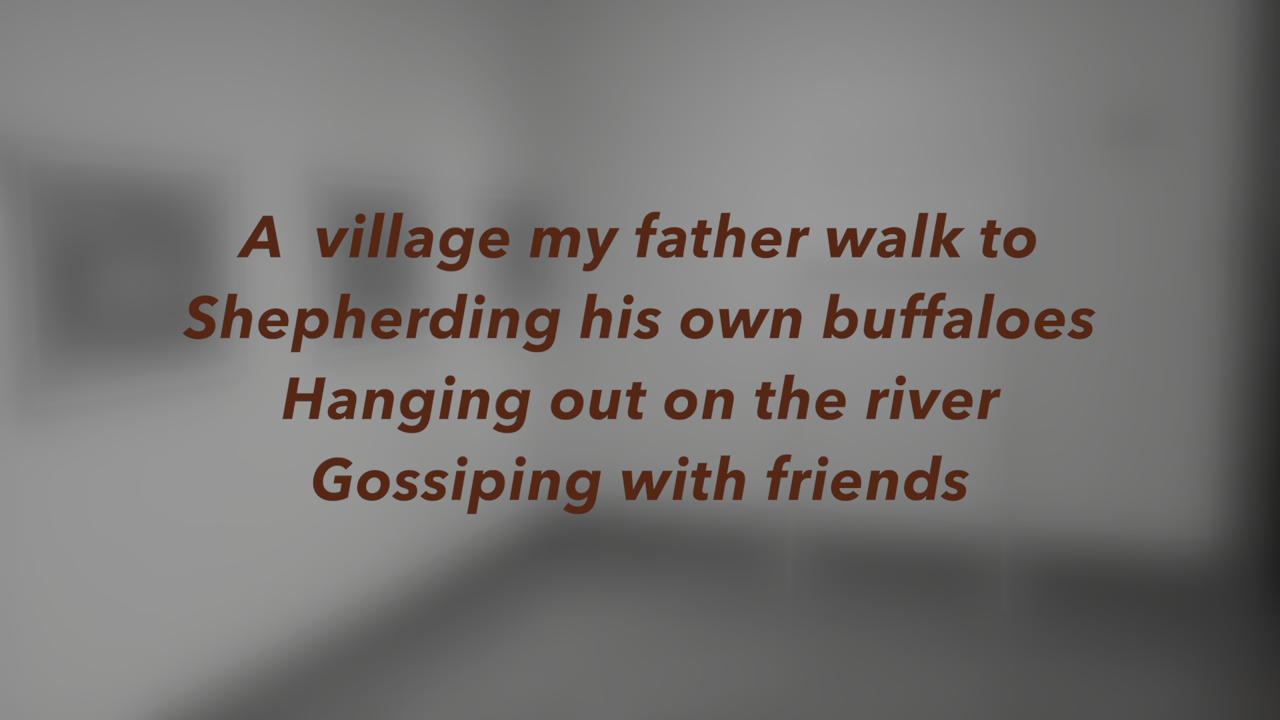 A  village my father walk to
Shepherding his own buffaloes
Hanging out on the river
Gossiping with friends